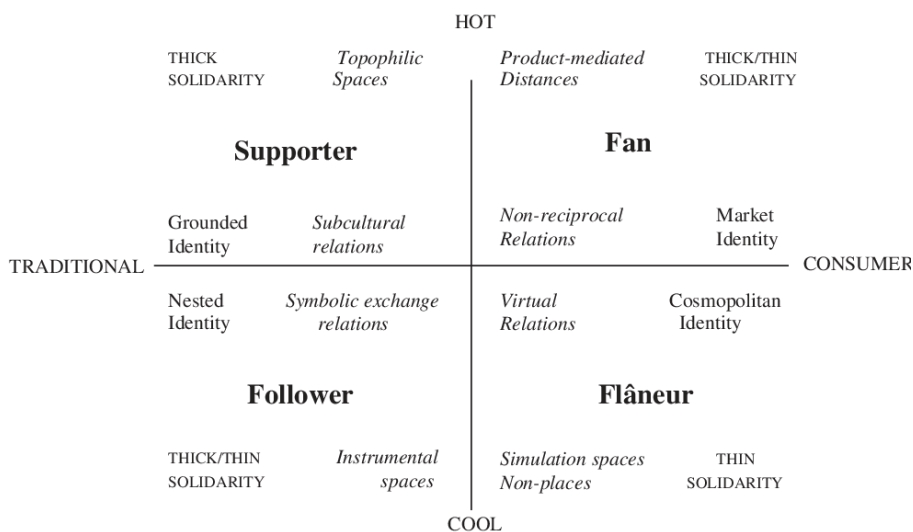 HOT
THICK SOLIDARITY
Topophilic Spaces
Product-mediated Distances
THICK/THIN SOLIDARITY
Supporter
Fan
Grounded Identity
Subcultural relations
Non-reciprocal Relations
Market Identity
TRADITIONAL
CONSUMER
Nested Identity
Symbolic exchange relations
Virtual Relations
Cosmopolitan Identity
Follower
Flâneur
THICK/THIN SOLIDARITY
Instrumental spaces
Simulation spaces Non-places
THIN SOLIDARITY
COOL